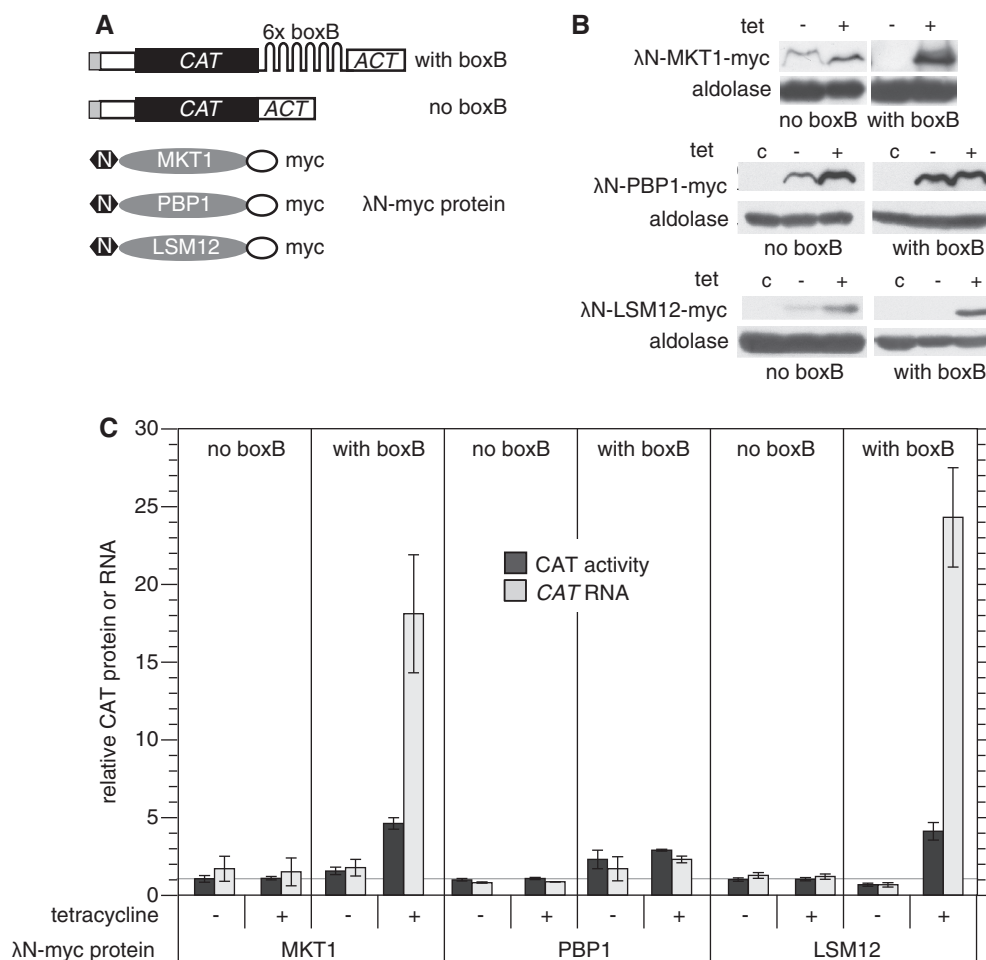 A
6x boxB
CAT ACT with boxB
CAT ACT no boxB
N MKT1 myc
N PBP1 myc λN-myc protein
N LSM12 myc
B
tet - + - +
λN-MKT1-myc
aldolase
no boxB with boxB
tet c - + c - +
λN-PBP1-myc
aldolase
no boxB with boxB
tet c - + c - +
λN-LSM12-myc
aldolase
no boxB with boxB
C
relative CAT protein or RNA
30
25
20
15
10
5
0
no boxB with boxB no boxB with boxB no boxB with boxB
CAT activity
CAT RNA
tetracycline - + - + - + - + - + - +
λN-myc protein MKT1 PBP1 LSM12